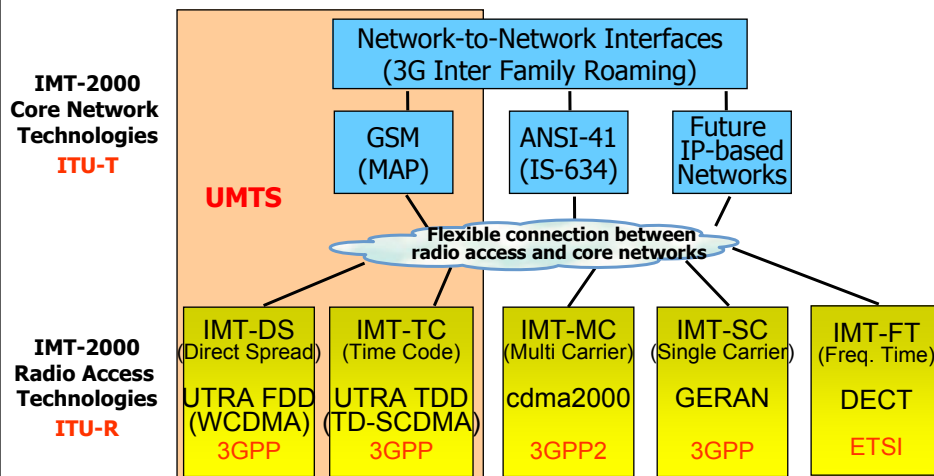 Network-to-Network Interfaces
(3G Inter Family Roaming)
IMT-2000
Core Network
Technologies
ITU-T
GSM
(MAP)
ANSI-41
(IS-634)
Future
IP-based
Networks
UMTS
Flexible connection between
radio access and core networks
IMT-2000
Radio Access
Technologies
ITU-R
IMT-DS
(Direct Spread)
UTRA FDD
(WCDMA)
3GPP
IMT-TC
(Time Code)
UTRA TDD
(TD-SCDMA)
3GPP
IMT-MC
(Multi Carrier)
cdma2000
3GPP2
IMT-SC
(Single Carrier)
GERAN
3GPP
IMT-FT
(Freq. Time)
DECT
ETSI